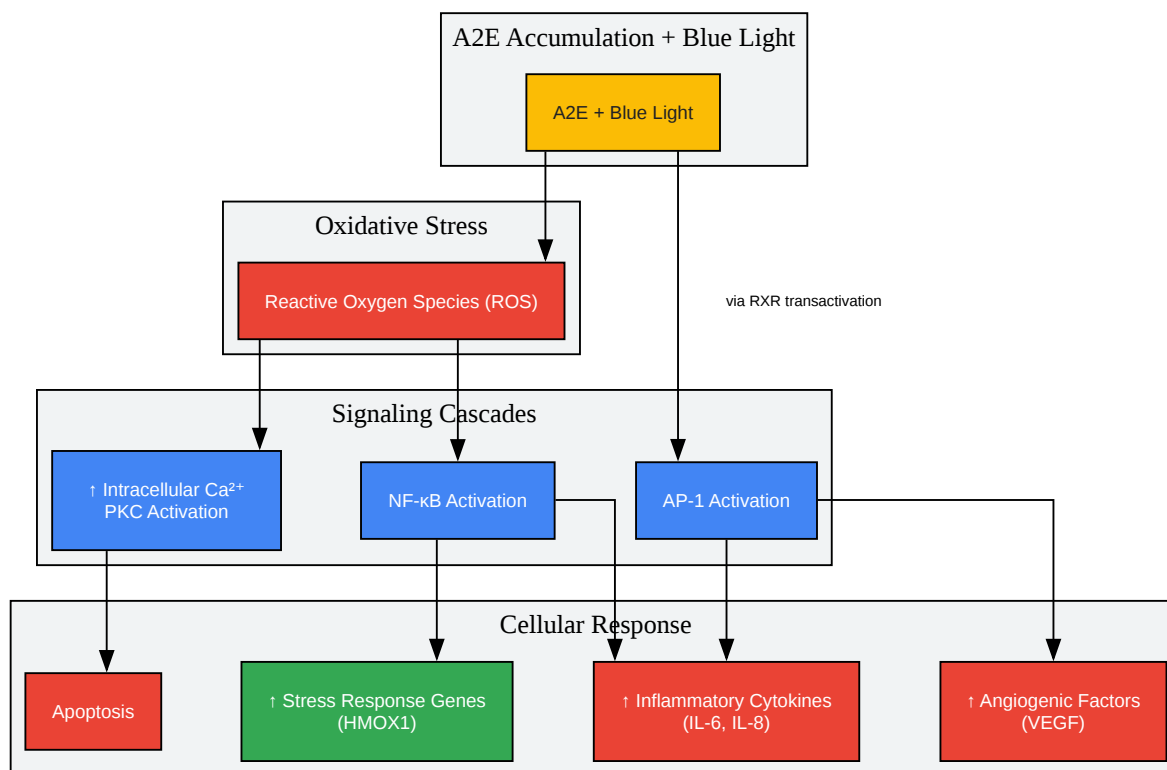 A2E Accumulation + Blue Light
A2E + Blue Light
Oxidative Stress
Reactive Oxygen Species (ROS)
via RXR transactivation
Signaling Cascades
↑ Intracellular Ca²⁺
PKC Activation
NF-κB Activation
AP-1 Activation
Cellular Response
Apoptosis
↑ Stress Response Genes
(HMOX1)
↑ Inflammatory Cytokines
(IL-6, IL-8)
↑ Angiogenic Factors
(VEGF)